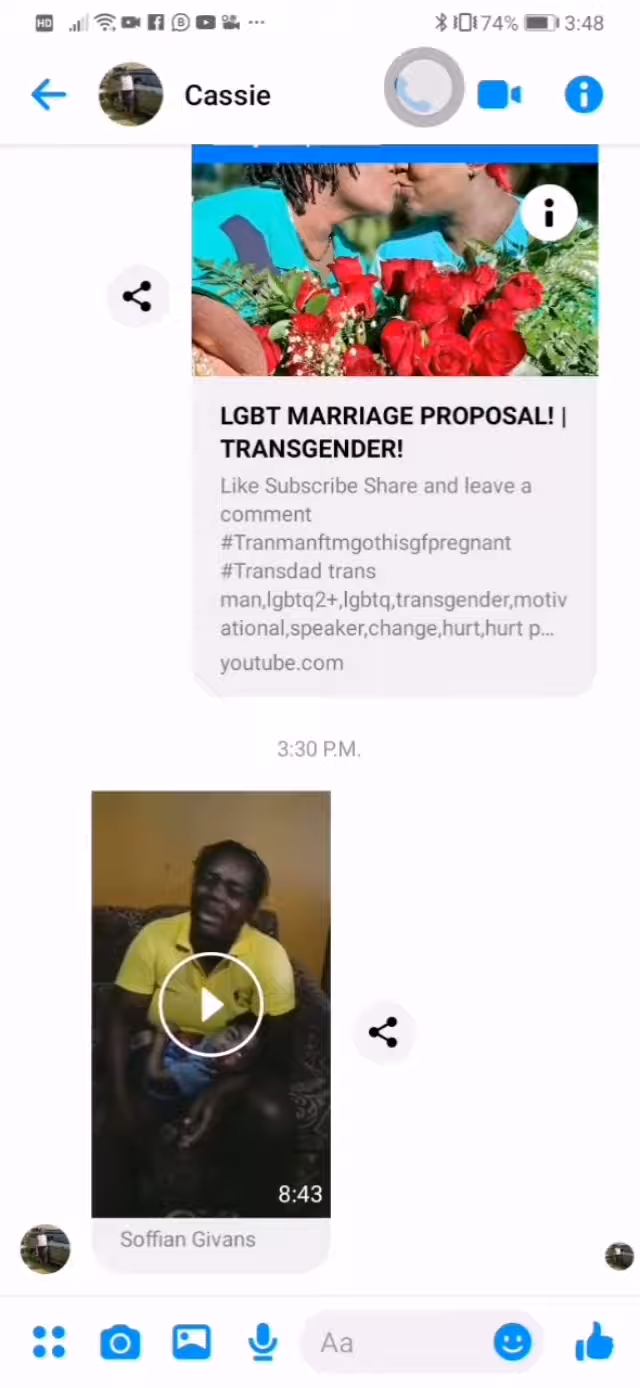 HD
74%
3:48
Cassie
LGBT MARRIAGE PROPOSAL! |
TRANSGENDER!
Like Subscribe Share and leave a
comment
#Tranmanftmgothisgfpregnant
#Transdad trans
man,lgbtq2+,lgbtq,transgender,motiv
ational,speaker,change,hurt,hurt p...
youtube.com
3:30 P.M.
8:43
Soffian Givans
Aa